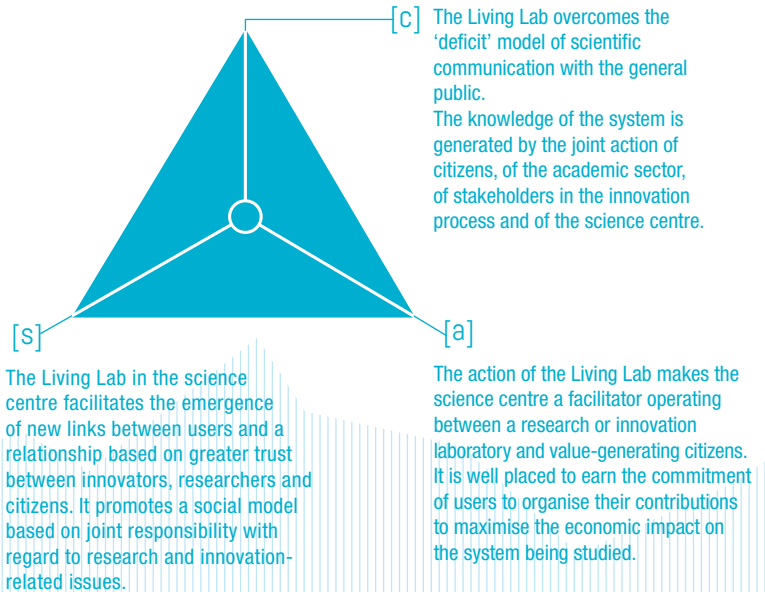 [c]
The Living Lab overcomes the
‘deficit’ model of scientific
communication with the general
public.
The knowledge of the system is
generated by the joint action of
citizens, of the academic sector,
of stakeholders in the innovation
process and of the science centre.
[s]
The Living Lab in the science
centre facilitates the emergence
of new links between users and a
relationship based on greater trust
between innovators, researchers and
citizens. It promotes a social model
based on joint responsibility with
regard to research and innovation-
related issues.
[a]
The action of the Living Lab makes the
science centre a facilitator operating
between a research or innovation
laboratory and value-generating citizens.
It is well placed to earn the commitment
of users to organise their contributions
to maximise the economic impact on
the system being studied.